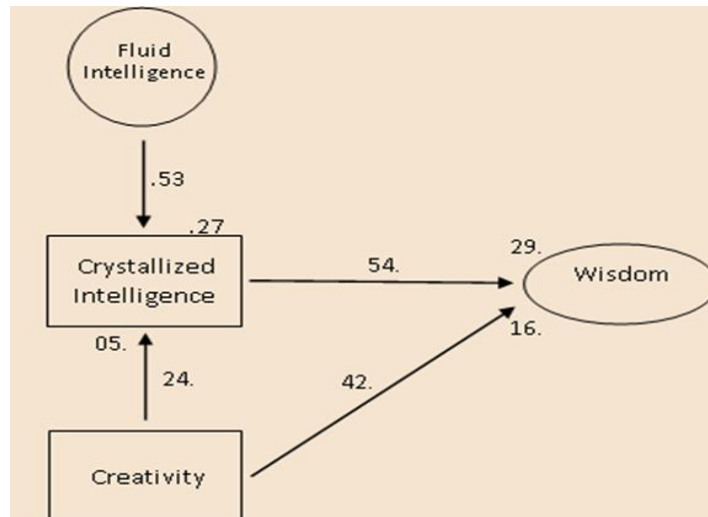 Fluid
Intelligence
.53
.27
Crystallized
Intelligence
54.
29.
Wisdom
05.
16.
24.
42.
Creativity